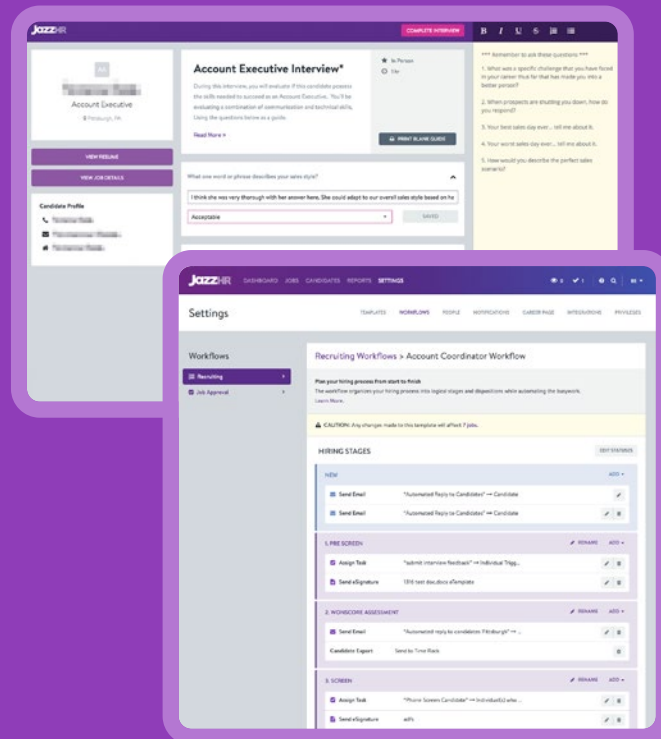 JazzHR
COMPLETE INTERVIEW
B I U S
AA
Account Executive
Pittsburgh, PA
VIEW RESUME
VIEW JOB DETAILS
Candidate Profile
Account Executive Interview*
During this interview, you will evaluate if this candidate possess
the skills needed to succeed as an Account Executive. You'll be
evaluating a combination of communication and technical skills,
Using the questions below as a guide.
Read More
In Person
PRINT BLANK GUIDE
What one word or phrase describes your sales style?
I think she was very thorough with her answer here, She could adapt to our overall sales style based on he
Acceptable
SAVED
*** Remember to ask these questions ***
1. What was a specific challenge that you have faced
in your career thus far that has made you into a
better person?
2. When prospects are shutting you down, how do
you respond?
3. Your best sales day ever... tell me about it.
4. Your worst sales day ever... tell me about it.
5. How would you describe the perfect sales
scenario?
JazzHR DASHBOARD JOBS CANDIDATES REPORTS SETTINGS
Settings
TEMPLATES WORKFLOWS PEOPLE NOTIFICATIONS CAREER PAGE INTEGRATIONS PRIVILEGES
Workflows
Recruiting
Job Approval
Recruiting Workflows > Account Coordinator Workflow
Plan your hiring process from start to finish
The workflow organizes your hiring process into logical stages and dispositions while automating the busywork.
Learn More.
CAUTION: Any changes made to this template will affect 7 jobs.
HIRING STAGES
EDIT STATUSES
NEW ADD
Send Email "Automated Reply to Candidates" → Candidate
Send Email "Automated Reply to Candidates" → Candidate
1. PRE SCREEN RENAME ADD
Assign Task "submit interview feedback" → Individual Trigg...
Send eSignature 1316 test doc.docx eTemplate
2. WONSCORE ASSESSMENT RENAME ADD
Send Email "Automated reply to candidates: Pittsburgh" → ...
Candidate Export Send to Time Rack
3. SCREEN RENAME ADD
Assign Task "Phone Screen Candidate" → Individual(s) who ...
Send eSignature